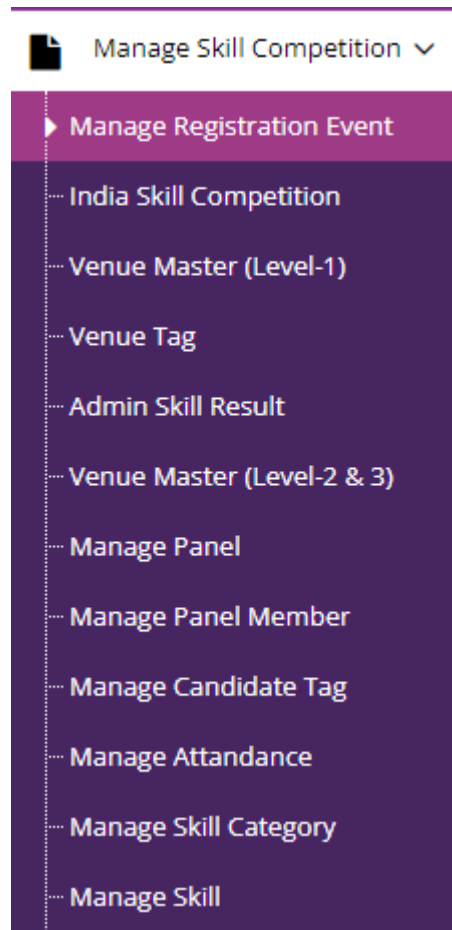 Manage Skill Competition
Manage Registration Event
India Skill Competition
Venue Master (Level-1)
Venue Tag
Admin Skill Result
Venue Master (Level-2 & 3)
Manage Panel
Manage Panel Member
Manage Candidate Tag
Manage Attandance
Manage Skill Category
Manage Skill